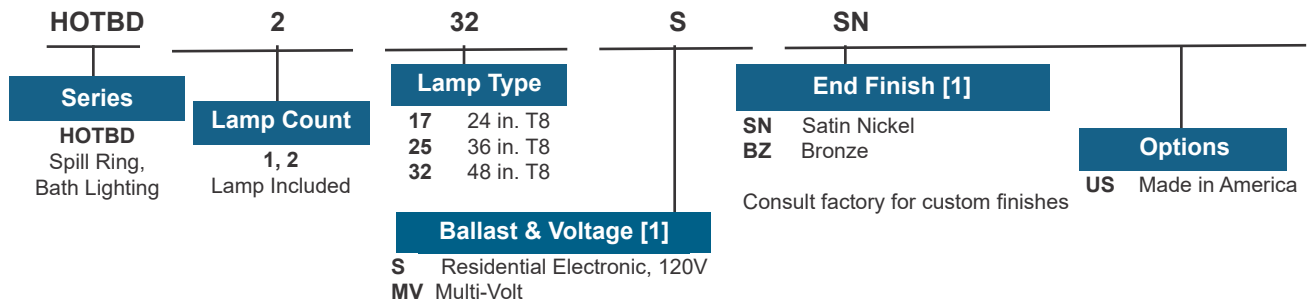 HOTBD 2 32 S SN
Series
HOTBD
Spill Ring,
Bath Lighting
Lamp Count
1, 2
Lamp Included
Lamp Type
17 24 in. T8
25 36 in. T8
32 48 in. T8
Ballast & Voltage [1]
S Residential Electronic, 120V
MV Multi-Volt
End Finish [1]
SN Satin Nickel
BZ Bronze
Consult factory for custom finishes
Options
US Made in America